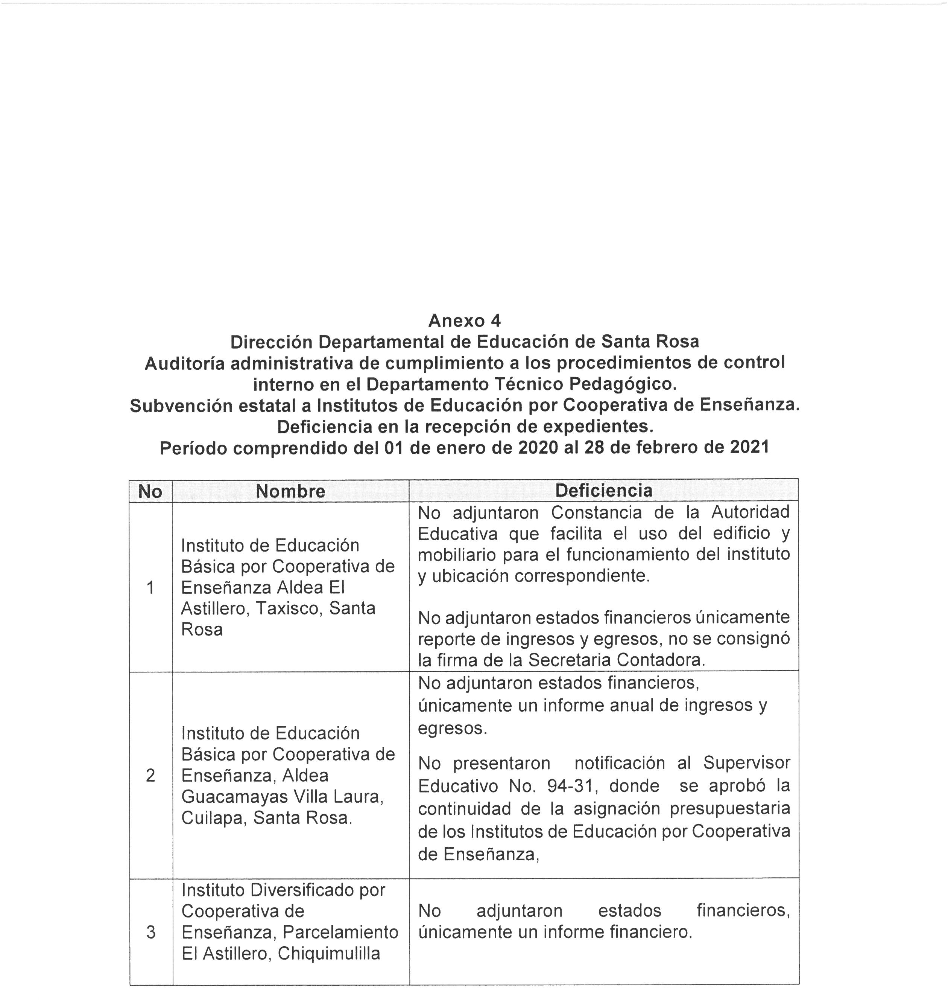 Anexo 4
Dirección Departamental de Educación de Santa Rosa
Auditoría administrativa de cumplimiento a los procedimientos de control
interno en el Departamento Técnico Pedagógico.
Subvención estatal a Institutos de Educación por Cooperativa de Enseñanza.
Deficiencia en la recepción de expedientes.
Período comprendido del 01 de enero de 2020 al 28 de febrero de 2021
No Nombre Deficiencia
1
Instituto de Educación
Básica por Cooperativa de
Enseñanza Aldea El
Astillero, Taxisco, Santa
Rosa
No adjuntaron Constancia de la Autoridad
Educativa que facilita el uso del edificio y
mobiliario para el funcionamiento del instituto
y ubicación correspondiente.
No adjuntaron estados financieros únicamente
reporte de ingresos y egresos, no se consignó
la firma de la Secretaria Contadora.
2
Instituto de Educación
Básica por Cooperativa de
Enseñanza, Aldea
Guacamayas Villa Laura,
Cuilapa, Santa Rosa.
No adjuntaron estados financieros,
únicamente un informe anual de ingresos y
egresos.
No presentaron notificación al Supervisor
Educativo No. 94-31, donde se aprobó la
continuidad de la asignación presupuestaria
de los Institutos de Educación por Cooperativa
de Enseñanza,
3
Instituto Diversificado por
Cooperativa de
Enseñanza, Parcelamiento
El Astillero, Chiquimulilla
No adjuntaron estados financieros,
únicamente un informe financiero.